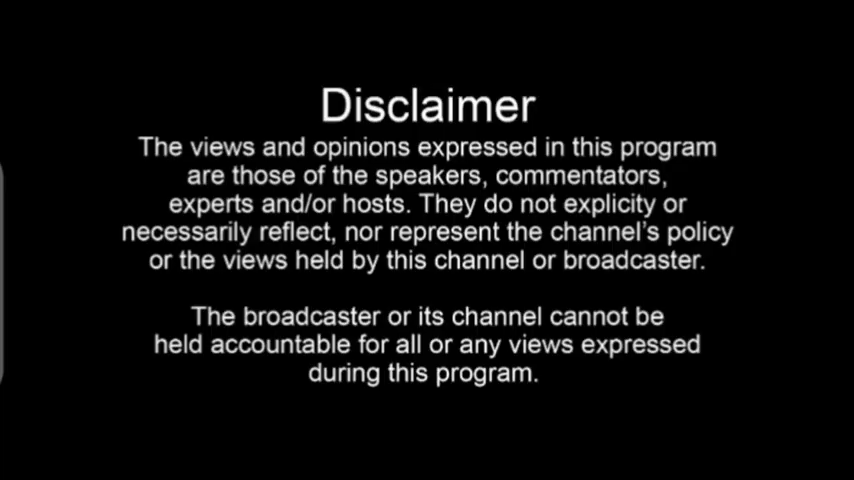 Disclaimer
The views and opinions expressed in this program
are those of the speakers, commentators,
experts and/or hosts. They do not explicity or
necessarily reflect, nor represent the channel's policy
or the views held by this channel or broadcaster.
The broadcaster or its channel cannot be
held accountable for all or any views expressed
during this program.